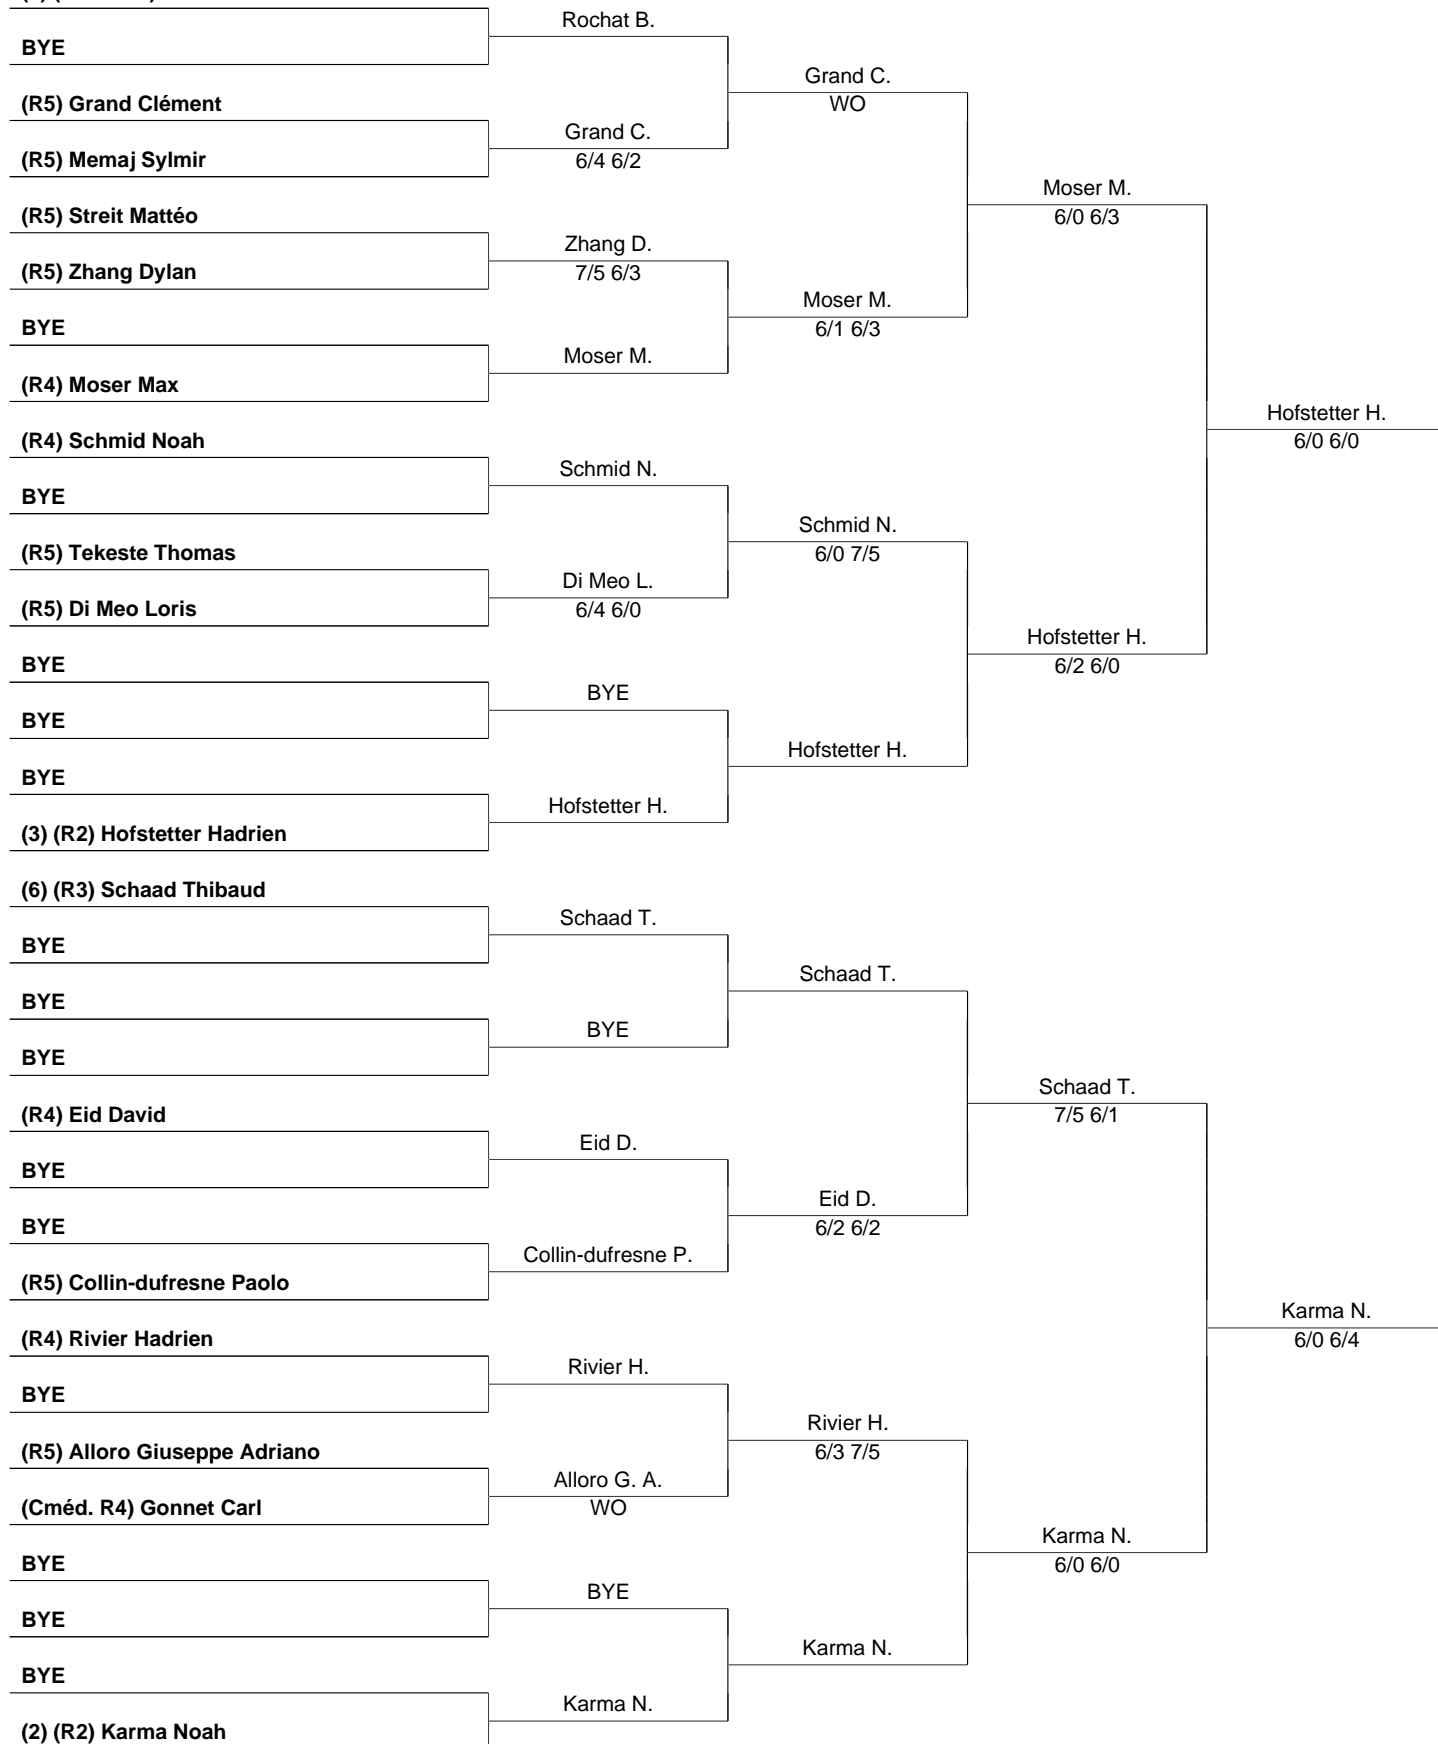 Rochat B.
BYE
Grand C.
(R5) Grand Clément
WO
Grand C.
(R5) Memaj Sylmir
6/4 6/2
Moser M.
(R5) Streit Mattéo
6/0 6/3
Zhang D.
(R5) Zhang Dylan
7/5 6/3
Moser M.
BYE
6/1 6/3
Moser M.
(R4) Moser Max
Hofstetter H.
(R4) Schmid Noah
6/0 6/0
Schmid N.
BYE
Schmid N.
(R5) Tekeste Thomas
6/0 7/5
Di Meo L.
(R5) Di Meo Loris
6/4 6/0
Hofstetter H.
BYE
6/2 6/0
BYE
BYE
Hofstetter H.
BYE
Hofstetter H.
(3) (R2) Hofstetter Hadrien
(6) (R3) Schaad Thibaud
Schaad T.
BYE
Schaad T.
BYE
BYE
BYE
Schaad T.
(R4) Eid David
7/5 6/1
Eid D.
BYE
Eid D.
BYE
6/2 6/2
Collin-dufresne P.
(R5) Collin-dufresne Paolo
Karma N.
(R4) Rivier Hadrien
6/0 6/4
Rivier H.
BYE
Rivier H.
(R5) Alloro Giuseppe Adriano
6/3 7/5
Alloro G. A.
(Cméd. R4) Gonnet Carl
WO
Karma N.
BYE
6/0 6/0
BYE
BYE
Karma N.
BYE
Karma N.
(2) (R2) Karma Noah